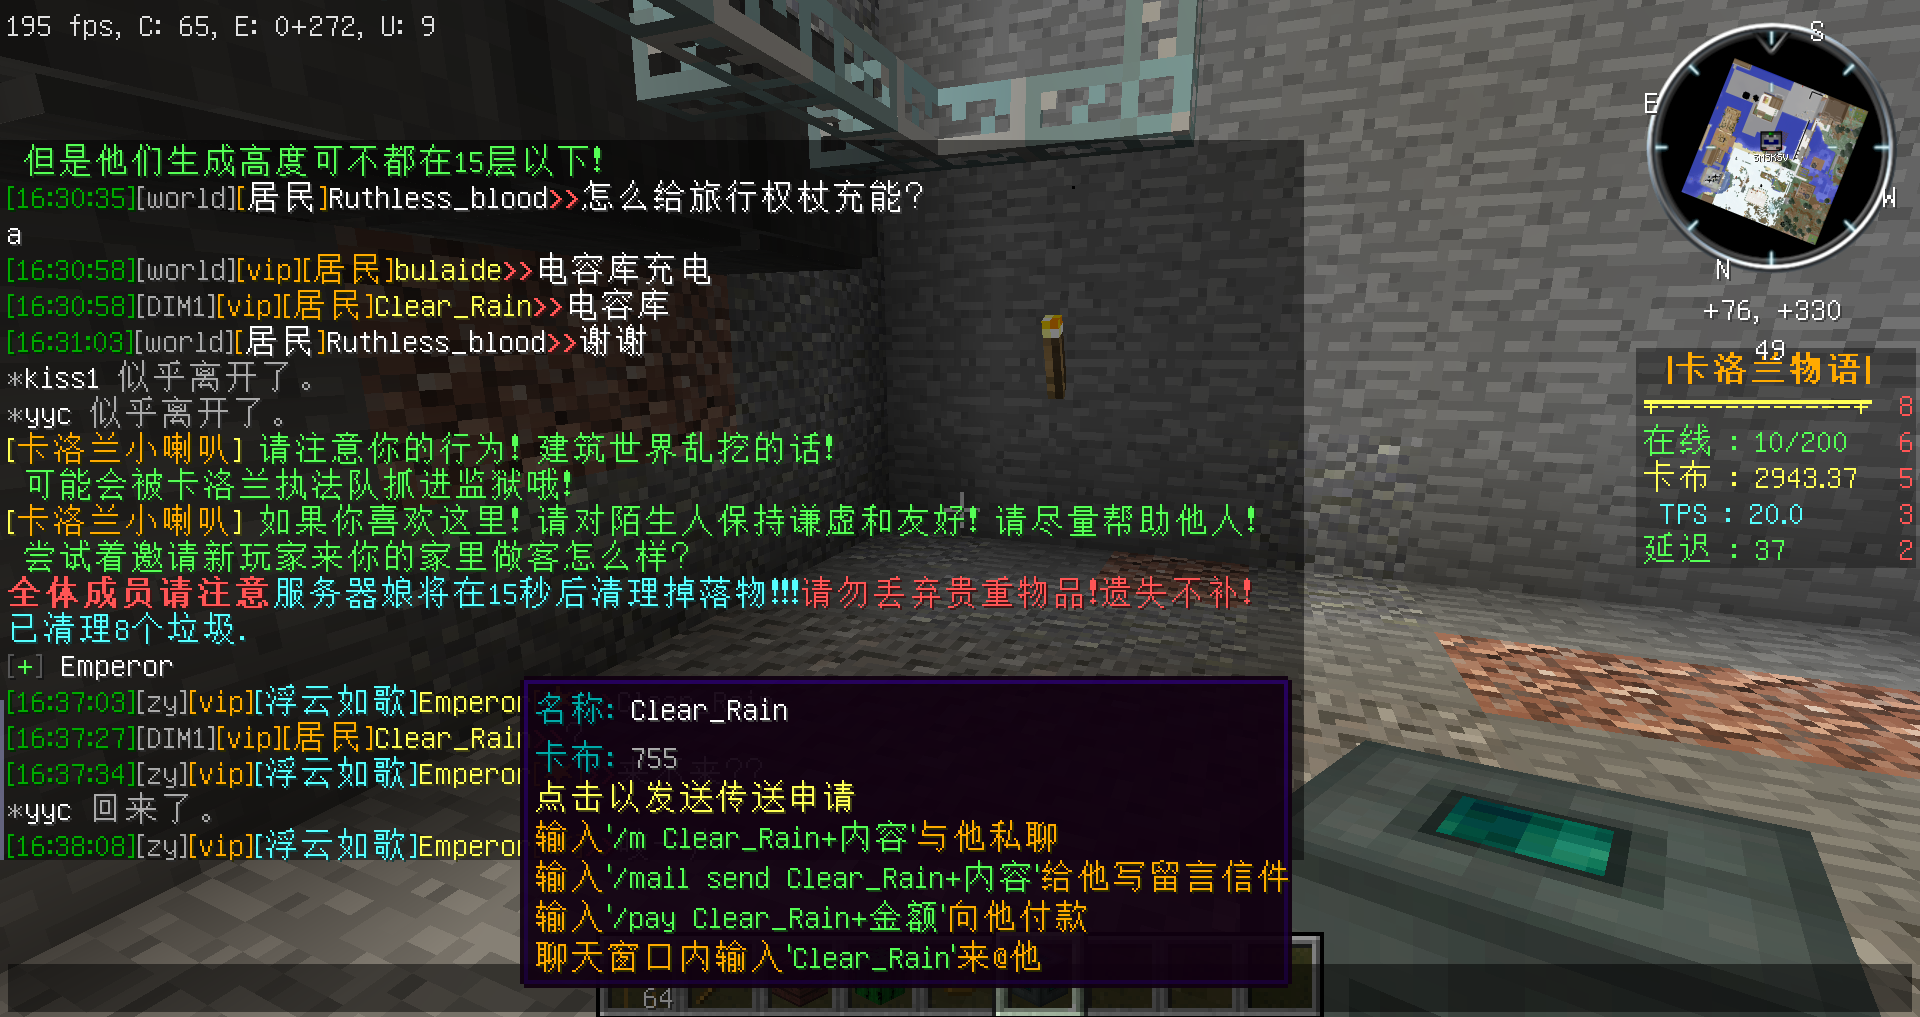 195 fps, C: 65, E: 0+272, U: 9
但是他们生成高度可不都在15层以下!
[16:30:35][world][居民]Ruthless_blood>>怎么给旅行权杖充能?
a
[16:30:58][world][vip][居民]bulaide>>电容库充电
[16:30:58][DIM1][vip][居民]Clear_Rain>>电容库
[16:31:03][world][居民]Ruthless_blood>>谢谢
*kiss1 似乎离开了。
*yyc 似乎离开了。
[卡洛兰小喇叭] 请注意你的行为! 建筑世界乱挖的话!
可能会被卡洛兰执法队抓进监狱哦!
[卡洛兰小喇叭] 如果你喜欢这里! 请对陌生人保持谦虚和友好! 请尽量帮助他人!
尝试着邀请新玩家来你的家里做客怎么样?
全体成员请注意服务器娘将在15秒后清理掉落物!!!请勿丢弃贵重物品!遗失不补!
已清理8个垃圾.
[+] Emperor
[16:37:03][zy][vip][浮云如歌]Emperor
[16:37:27][DIM1][vip][居民]Clear_Rain
[16:37:34][zy][vip][浮云如歌]Emperor
*yyc 回来了。
[16:38:08][zy][vip][浮云如歌]Emperor
名称: Clear_Rain
卡布: 755
点击以发送传送申请
输入'/m Clear_Rain+内容'与他私聊
输入'/mail send Clear_Rain+内容'给他写留言信件
输入'/pay Clear_Rain+金额'向他付款
聊天窗口内输入'Clear_Rain'来@他
64
S
E
W
N
+76, +330
49
|卡洛兰物语|
+------------+ 8
在线 : 10/200 6
卡布 : 2943.37 5
TPS : 20.0 3
延迟 : 37 2